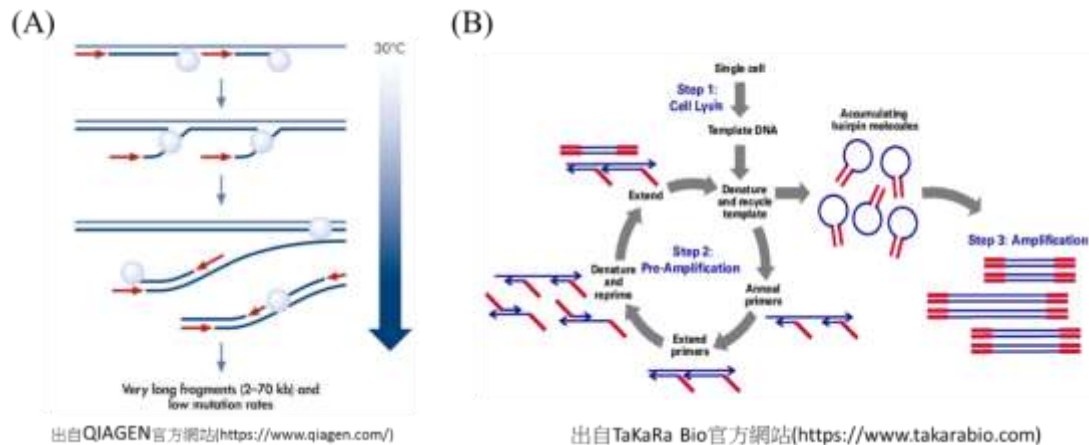 (A)
30°C
Very long fragments (2–70 kb) and
low mutation rates
出自QIAGEN官方網站(https://www.qiagen.com/)
(B)
Single cell
Step 1:
Cell Lysis
Template DNA
Accumulating
hairpin molecules
Extend
Denature
and recycle
template
Step 2:
Pre-Amplification
Step 3: Amplification
Denature
and
reprime
Anneal
primers
Extend
primers
出自TaKaRa Bio官方網站(https://www.takarabio.com)